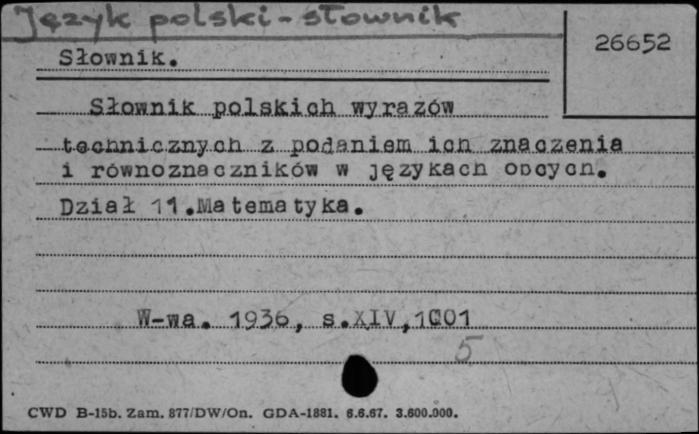 Język polski - słownik
26652
Słownik.
Słownik polskich wyrazów
technicznych z podaniem ich znaczenia
i równoznaczników w językach obcych.
Dział 11.Matematyka.
W-wa. 1936, s.XIV,1001
5
CWD B-15b. Zam. 877/DW/On. GDA-1881. 6.6.67. 3.600.000.